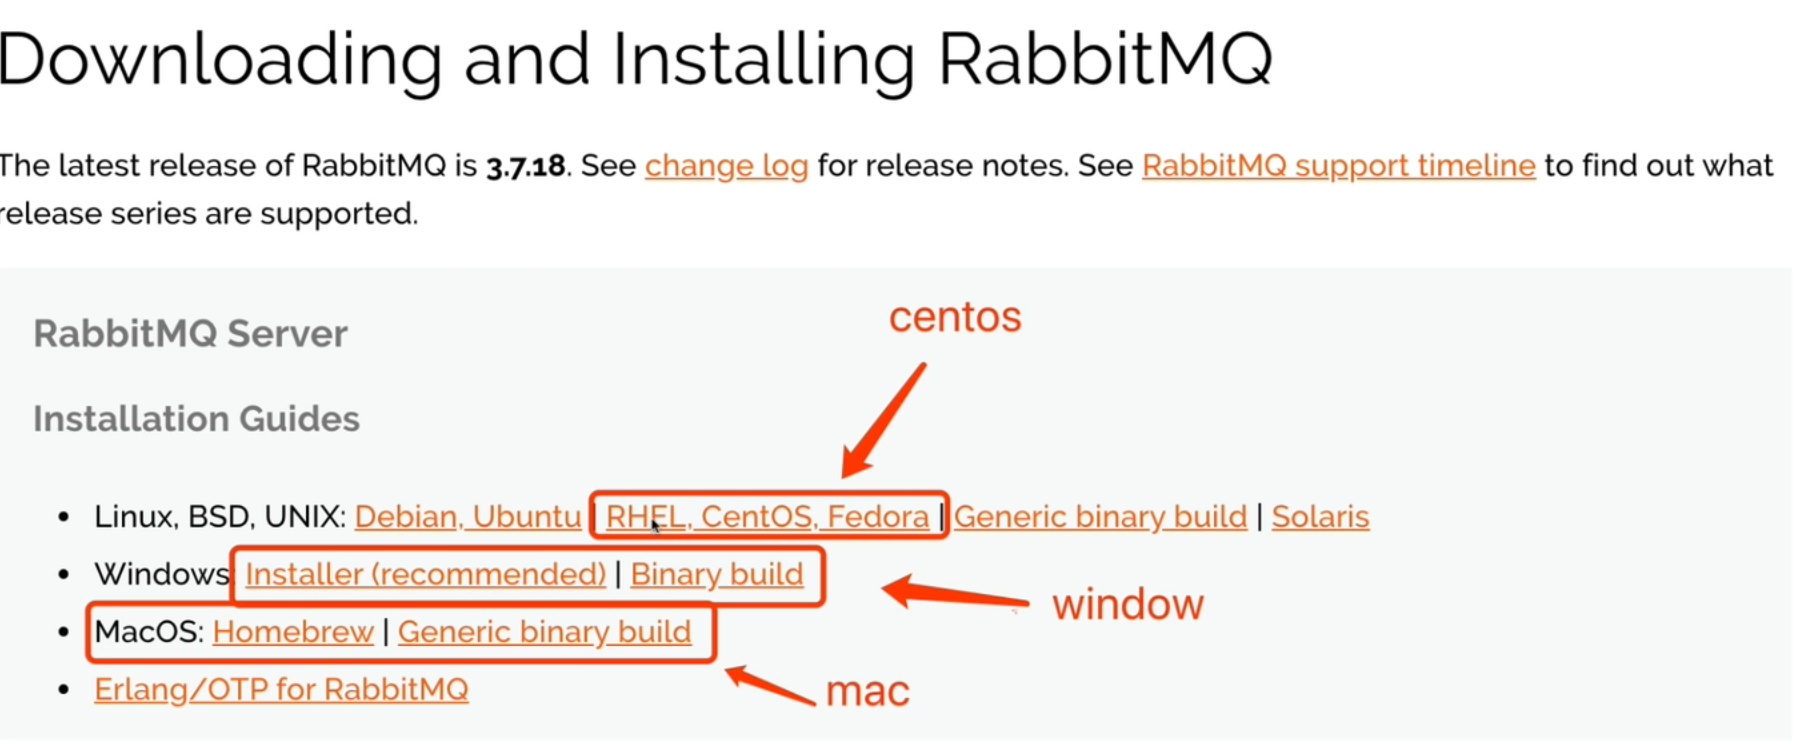 Downloading and Installing RabbitMQ
The latest release of RabbitMQ is 3.7.18. See change log for release notes. See RabbitMQ support timeline to find out what
release series are supported.
RabbitMQ Server
centos
Installation Guides
Linux, BSD, UNIX: Debian, Ubuntu | RHEL, CentOS, Fedora | Generic binary build | Solaris
Windows: Installer (recommended) | Binary build
window
MacOS: Homebrew | Generic binary build
Erlang/OTP for RabbitMQ
mac